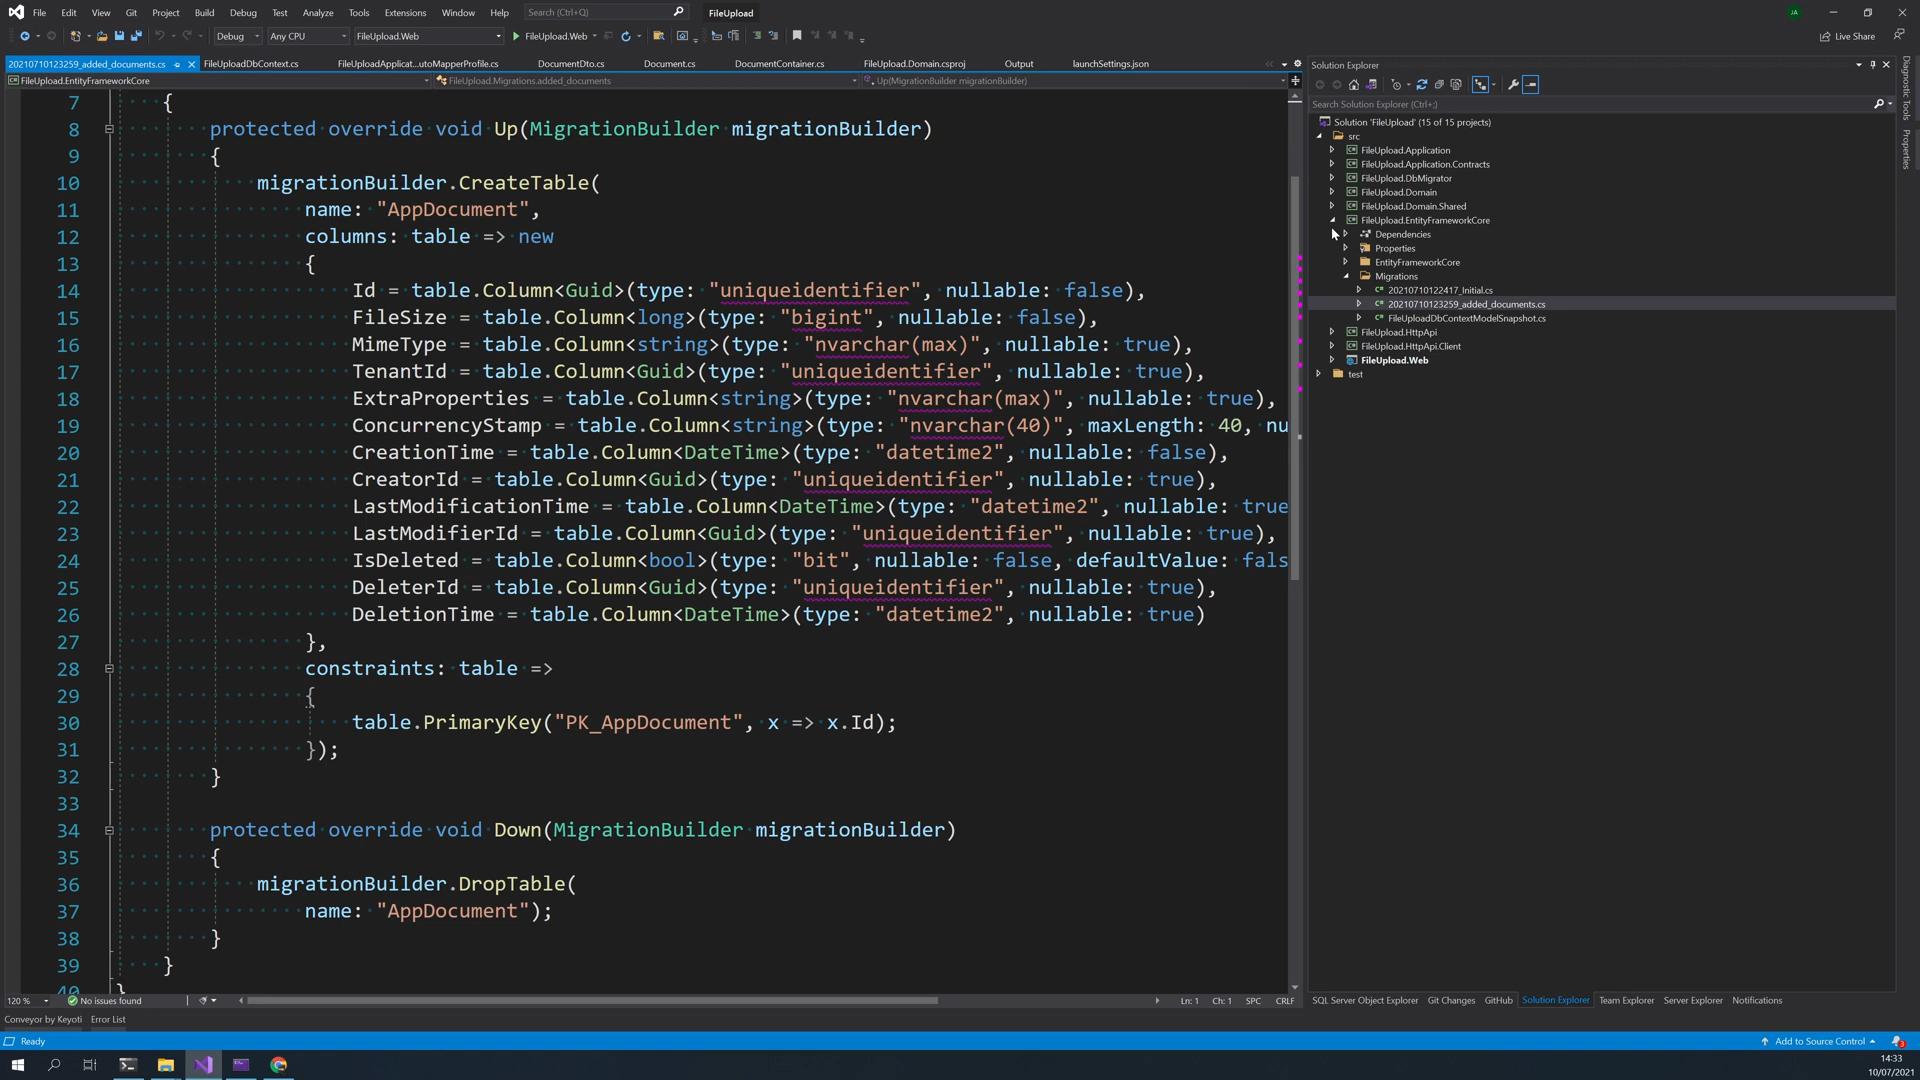 File Edit View Git Project Build Debug Test Analyze Tools Extensions Window Help Search (Ctrl+Q) FileUpload JA
Debug Any CPU FileUpload.Web FileUpload.Web Live Share
20210710123259_added_documents.cs FileUploadDbContext.cs FileUploadApplicat...utoMapperProfile.cs DocumentDto.cs Document.cs DocumentContainer.cs FileUpload.Domain.csproj Output launchSettings.json
FileUpload.EntityFrameworkCore FileUpload.Migrations.added_documents Up(MigrationBuilder migrationBuilder)
7 {
8 protected override void Up(MigrationBuilder migrationBuilder)
9 {
10 migrationBuilder.CreateTable(
11 name: "AppDocument",
12 columns: table => new
13 {
14 Id = table.Column<Guid>(type: "uniqueidentifier", nullable: false),
15 FileSize = table.Column<long>(type: "bigint", nullable: false),
16 MimeType = table.Column<string>(type: "nvarchar(max)", nullable: true),
17 TenantId = table.Column<Guid>(type: "uniqueidentifier", nullable: true),
18 ExtraProperties = table.Column<string>(type: "nvarchar(max)", nullable: true),
19 ConcurrencyStamp = table.Column<string>(type: "nvarchar(40)", maxLength: 40, nu
20 CreationTime = table.Column<DateTime>(type: "datetime2", nullable: false),
21 CreatorId = table.Column<Guid>(type: "uniqueidentifier", nullable: true),
22 LastModificationTime = table.Column<DateTime>(type: "datetime2", nullable: true
23 LastModifierId = table.Column<Guid>(type: "uniqueidentifier", nullable: true),
24 IsDeleted = table.Column<bool>(type: "bit", nullable: false, defaultValue: fals
25 DeleterId = table.Column<Guid>(type: "uniqueidentifier", nullable: true),
26 DeletionTime = table.Column<DateTime>(type: "datetime2", nullable: true)
27 },
28 constraints: table =>
29 {
30 table.PrimaryKey("PK_AppDocument", x => x.Id);
31 });
32 }
33
34 protected override void Down(MigrationBuilder migrationBuilder)
35 {
36 migrationBuilder.DropTable(
37 name: "AppDocument");
38 }
39 }
40 }
120 % No issues found Ln: 1 Ch: 1 SPC CRLF
Conveyor by Keyoti Error List
Ready Add to Source Control 3
Solution Explorer
Search Solution Explorer (Ctrl+;)
Solution 'FileUpload' (15 of 15 projects)
src
FileUpload.Application
FileUpload.Application.Contracts
FileUpload.DbMigrator
FileUpload.Domain
FileUpload.Domain.Shared
FileUpload.EntityFrameworkCore
Dependencies
Properties
EntityFrameworkCore
Migrations
20210710122417_Initial.cs
20210710123259_added_documents.cs
FileUploadDbContextModelSnapshot.cs
FileUpload.HttpApi
FileUpload.HttpApi.Client
FileUpload.Web
test
SQL Server Object Explorer Git Changes GitHub Solution Explorer Team Explorer Server Explorer Notifications
Diagnostic Tools
Properties
14:33
10/07/2021